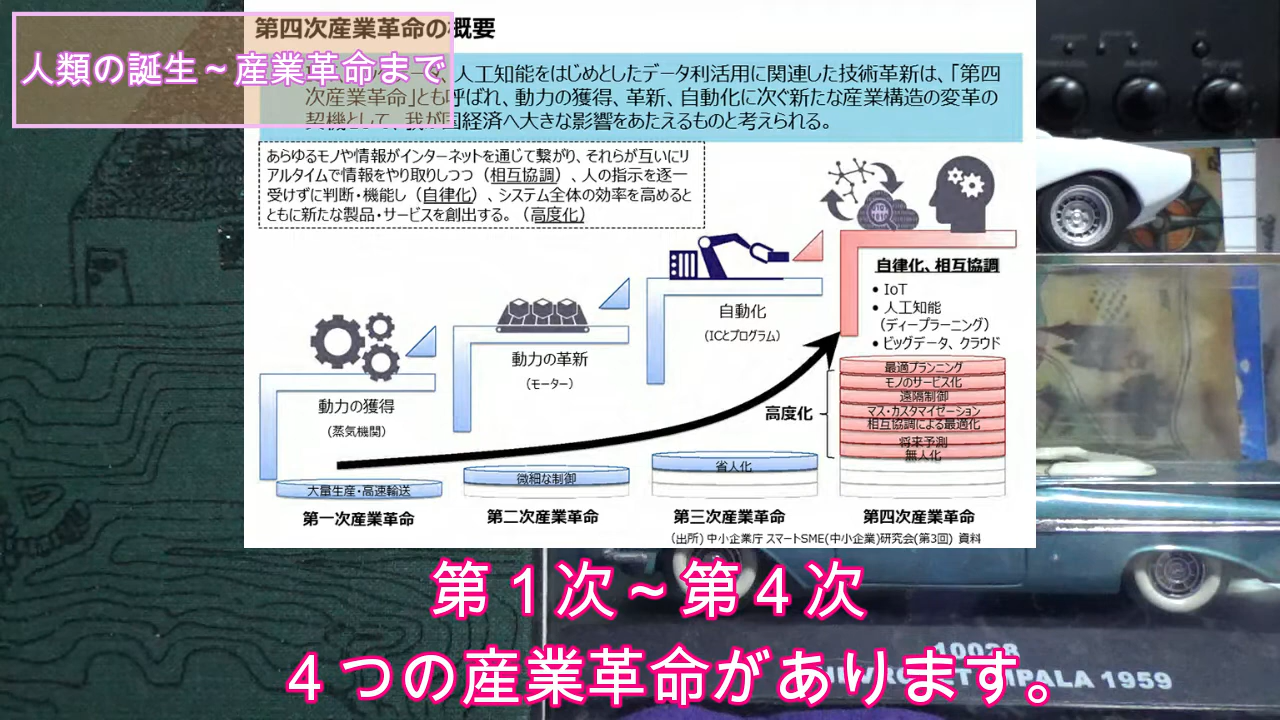 第四次産業革命の概要
人類の誕生～産業革命まで
、人工知能をはじめとしたデータ利活用に関連した技術革新は、「第四
次産業革命」とも呼ばれ、動力の獲得、革新、自動化に次ぐ新たな産業構造の変革の
契機として、我が国経済へ大きな影響をあたえるものと考えられる。
あらゆるモノや情報がインターネットを通じて繋がり、それらが互いにリ
アルタイムで情報をやり取りしつつ（相互協調）、人の指示を逐一
受けずに判断・機能し（自律化）、システム全体の効率を高めると
ともに新たな製品・サービスを創出する。（高度化）
動力の獲得
（蒸気機関）
大量生産・高速輸送
第一次産業革命
動力の革新
（モーター）
微細な制御
第二次産業革命
自動化
（ICとプログラム）
省人化
第三次産業革命
自律化、相互協調
• IoT
• 人工知能
（ディープラーニング）
• ビッグデータ、クラウド
高度化
最適プランニング
モノのサービス化
遠隔制御
マス・カスタマイゼーション
相互協調による最適化
将来予測
無人化
第四次産業革命
（出所）中小企業庁 スマートSME(中小企業)研究会(第3回) 資料
第１次～第４次
４つの産業革命があります。
10028
IMPALA 1959